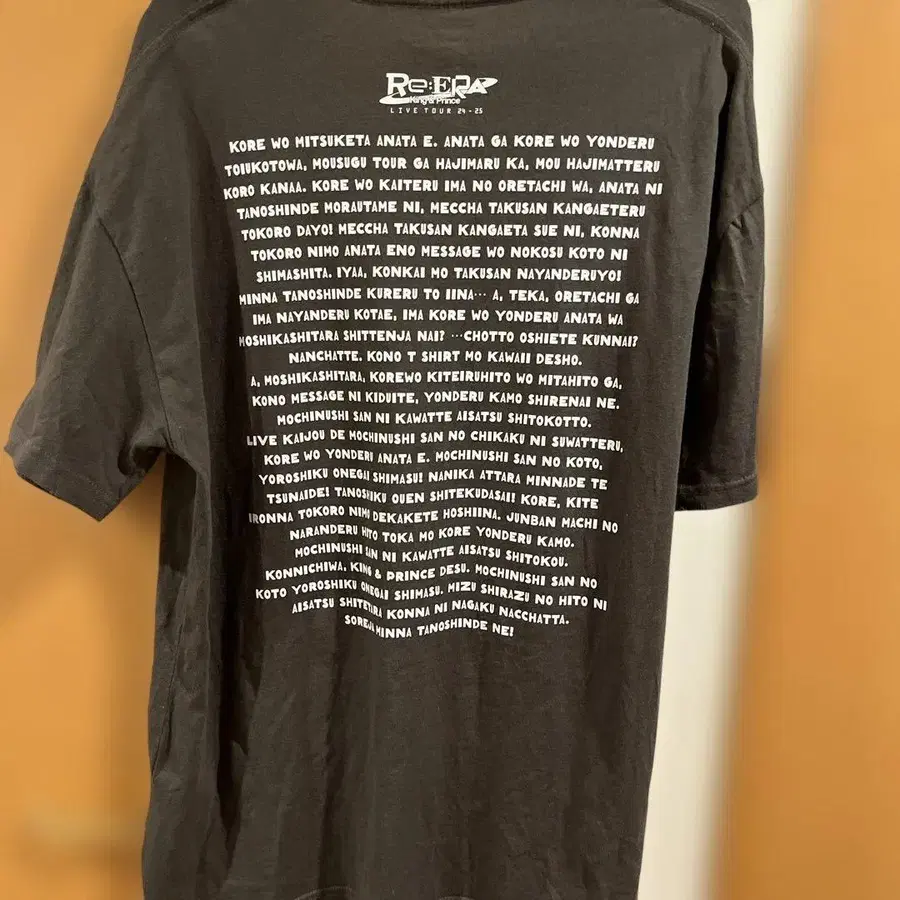 Re:ERA
King & Prince
LIVE TOUR 24-25
KORE WO MITSUKETA ANATA E. ANATA GA KORE WO YONDERU
TOIUKOTOWA, MOUSUGU TOUR GA HAJIMARU KA, MOU HAJIMATTERU
KORO KANAA. KORE WO KAITERU IMA NO ORETACHI WA, ANATA NI
TANOSHINDE MORAUTAME NI, MECCHA TAKUSAN KANGAETERU
TOKORO DAYO! MECCHA TAKUSAN KANGAETA SUE NI, KONNA
TOKORO NIMO ANATA ENO MESSAGE WO NOKOSU KOTO NI
SHIMASHITA. IYAA, KONKAI MO TAKUSAN NAYANDERUYO!
MINNA TANOSHINDE KURERU TO IINA… A, TEKA, ORETACHI GA
IMA NAYANDERU KOTAE, IMA KORE WO YONDERU ANATA WA
MOSHIKASHITARA SHITTENJA NAI? …CHOTTO OSHIETE KUNNAI?
NANCHATTE. KONO T SHIRT MO KAWAII DESHO.
A, MOSHIKASHITARA, KOREWO KITEIRUHITO WO MITAHITO GA,
KONO MESSAGE NI KIDUITE, YONDERU KAMO SHIRENAI NE.
MOCHINUSHI SAN NI KAWATTE AISATSU SHITOKOTTO.
LIVE KAIJOU DE MOCHINUSHI SAN NO CHIKAKU NI SUWATTERU,
KORE WO YONDERU ANATA E. MOCHINUSHI SAN NO KOTO,
YOROSHIKU ONEGAI SHIMASU! NANIKA ATTARA MINNADE TE
TSUNAIDE! TANOSHIKU OUEN SHITEKUDASAI! KORE, KITE
IRONNA TOKORO NIMO DEKAKETE HOSHIINA. JUNBAN MACHI NO
NARANDERU HITO TOKA MO KORE YONDERU KAMO.
MOCHINUSHI SAN NI KAWATTE AISATSU SHITOKOU.
KONNICHIWA. KING & PRINCE DESU. MOCHINUSHI SAN NO
KOTO YOROSHIKU ONEGAI SHIMASU. MIZU SHIRAZU NO HITO NI
AISATSU SHITETARA KONNA NI NAGAKU NACCHATTA.
SOREJA MINNA TANOSHINDE NE!